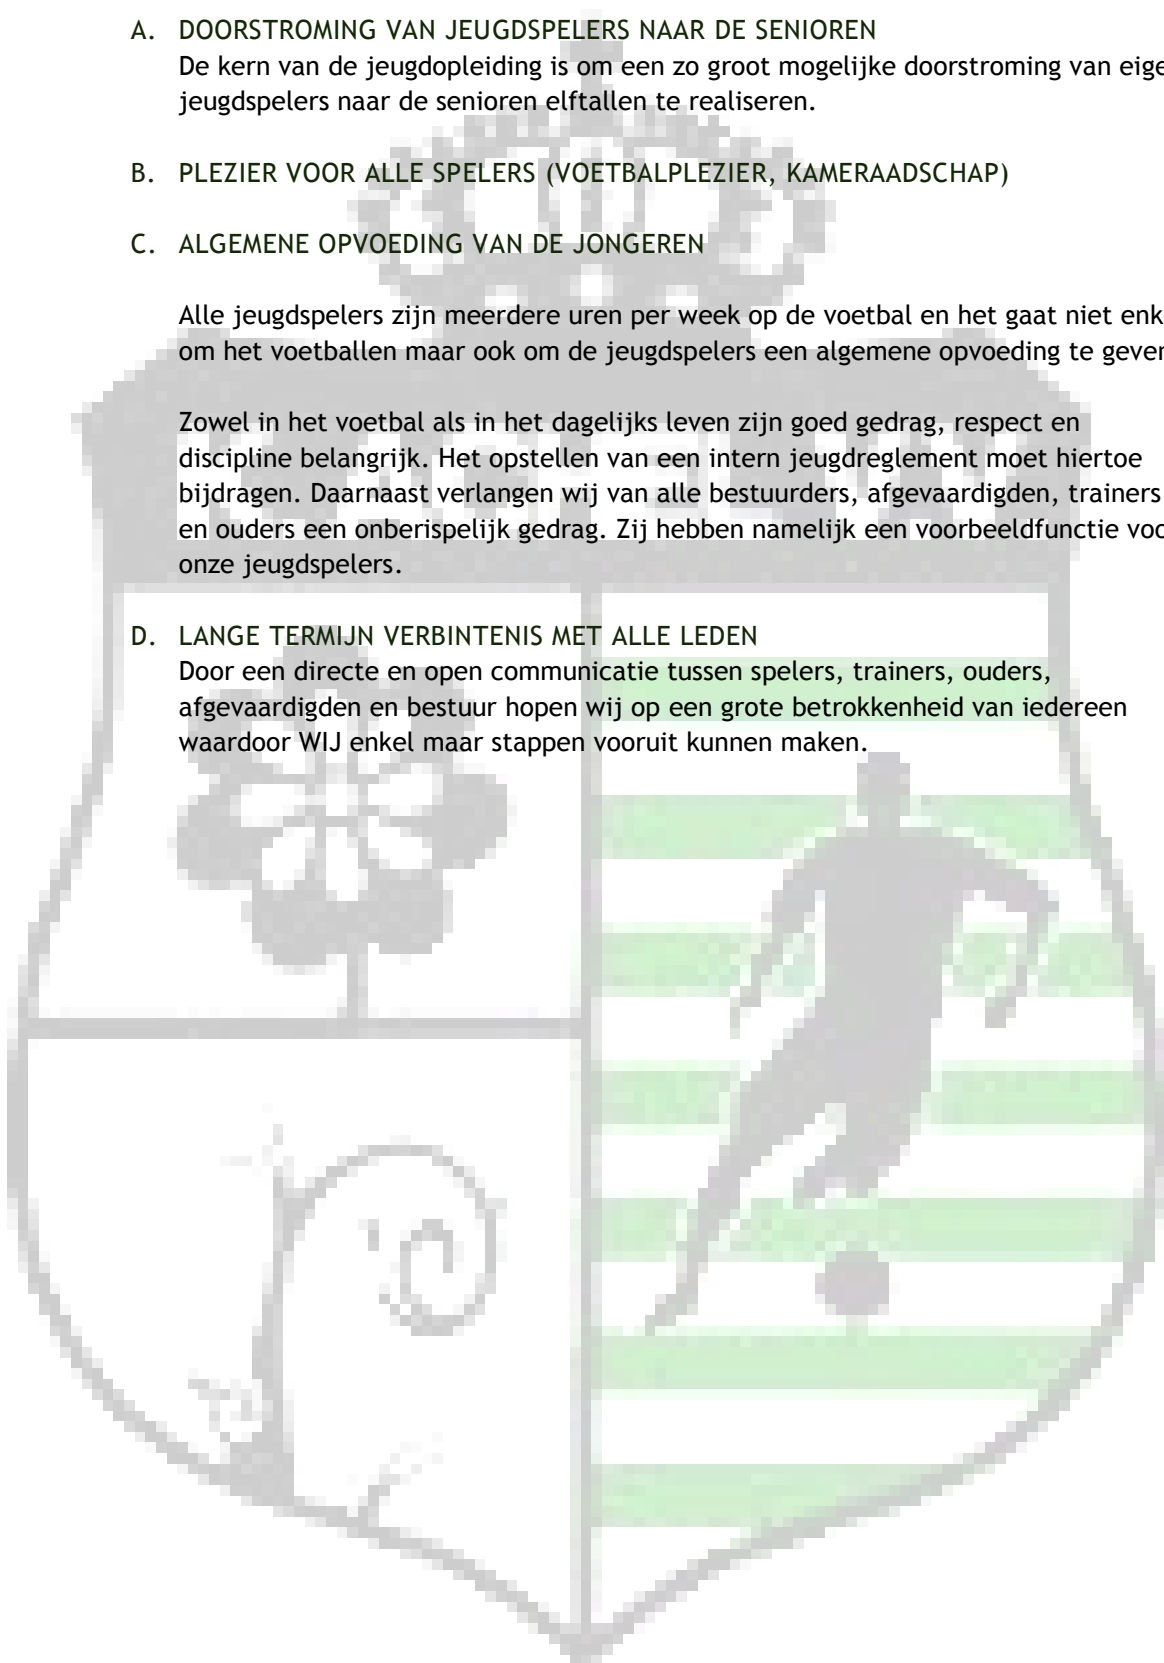 A. DOORSTROMING VAN JEUGDSPELERS NAAR DE SENIOREN
De kern van de jeugdopleiding is om een zo groot mogelijke doorstroming van eige
jeugdspelers naar de senioren elftallen te realiseren.
B. PLEZIER VOOR ALLE SPELERS (VOETBALPLEZIER, KAMERAADSCHAP)
C. ALGEMENE OPVOEDING VAN DE JONGEREN
Alle jeugdspelers zijn meerdere uren per week op de voetbal en het gaat niet enk
om het voetballen maar ook om de jeugdspelers een algemene opvoeding te geven
Zowel in het voetbal als in het dagelijks leven zijn goed gedrag, respect en
discipline belangrijk. Het opstellen van een intern jeugdreglement moet hiertoe
bijdragen. Daarnaast verlangen wij van alle bestuurders, afgevaardigden, trainers
en ouders een onberispelijk gedrag. Zij hebben namelijk een voorbeeldfunctie voo
onze jeugdspelers.
D. LANGE TERMIJN VERBINTENIS MET ALLE LEDEN
Door een directe en open communicatie tussen spelers, trainers, ouders,
afgevaardigden en bestuur hopen wij op een grote betrokkenheid van iedereen
waardoor WIJ enkel maar stappen vooruit kunnen maken.